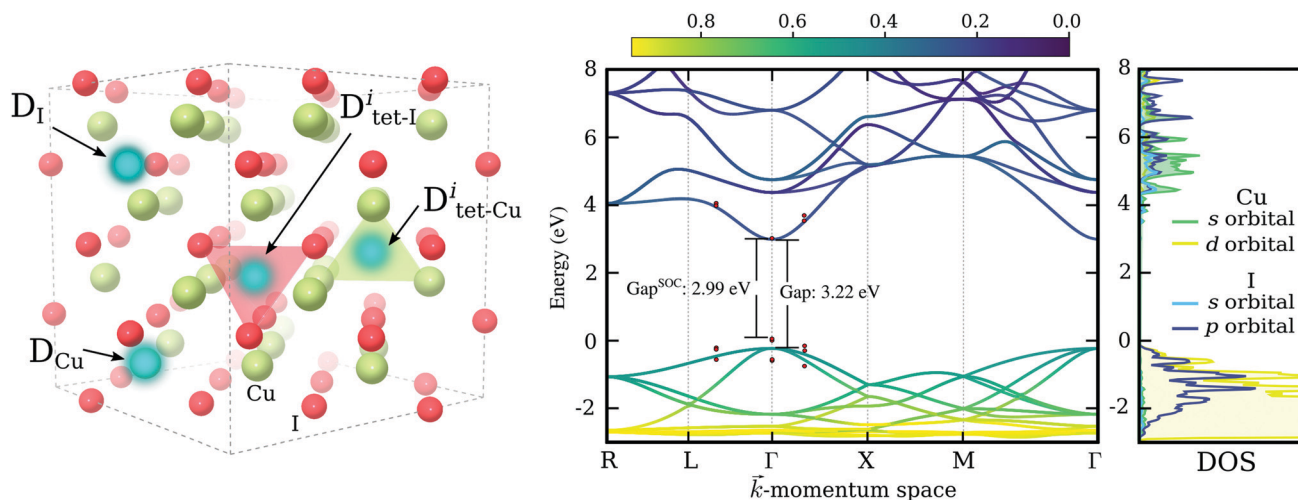 D_I
D^i_tet-I
D^i_tet-Cu
D_Cu
Cu
I
0.8 0.6 0.4 0.2 0.0
Energy (eV)
8
6
4
2
0
-2
Gap^SOC: 2.99 eV
Gap: 3.22 eV
R L Γ X M Γ
k⃗-momentum space
8
6
4
2
0
-2
Cu
s orbital
d orbital
I
s orbital
p orbital
DOS